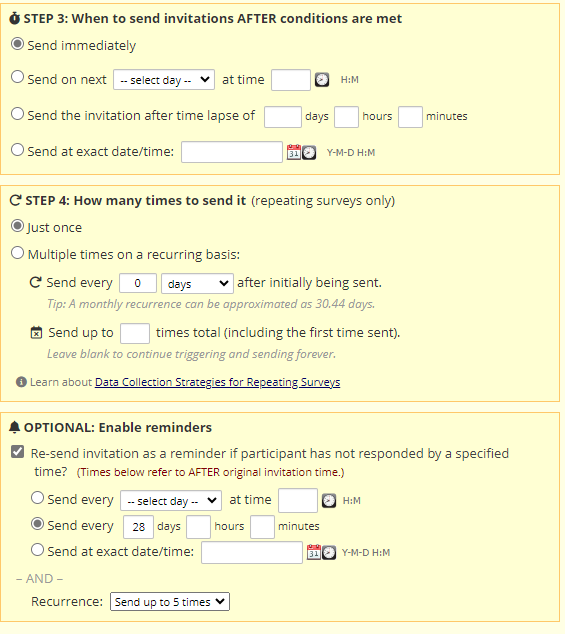 STEP 3: When to send invitations AFTER conditions are met
Send immediately
Send on next -- select day -- at time H:M
Send the invitation after time lapse of days hours minutes
Send at exact date/time: 31 Y-M-D H:M
STEP 4: How many times to send it (repeating surveys only)
Just once
Multiple times on a recurring basis:
Send every 0 days after initially being sent.
Tip: A monthly recurrence can be approximated as 30.44 days.
Send up to times total (including the first time sent).
Leave blank to continue triggering and sending forever.
Learn about Data Collection Strategies for Repeating Surveys
OPTIONAL: Enable reminders
Re-send invitation as a reminder if participant has not responded by a specified
time? (Times below refer to AFTER original invitation time.)
Send every -- select day -- at time H:M
Send every 28 days hours minutes
Send at exact date/time: 31 Y-M-D H:M
– AND –
Recurrence: Send up to 5 times